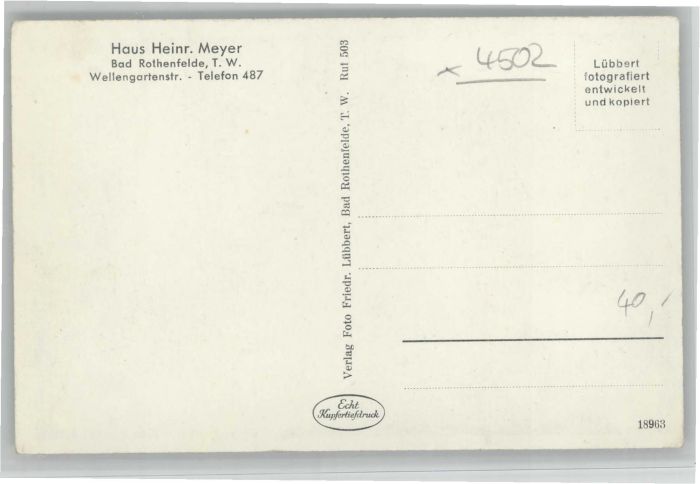 Haus Heinr. Meyer
Bad Rothenfelde, T. W.
Wellengartenstr. - Telefon 487
Verlag Foto Friedr. Lübbert, Bad Rothenfelde, T. W. Ruf 503
x 4502
Lübbert
fotografiert
entwickelt
und kopiert
40,-
Echt
Kupfertiefdruck
18963